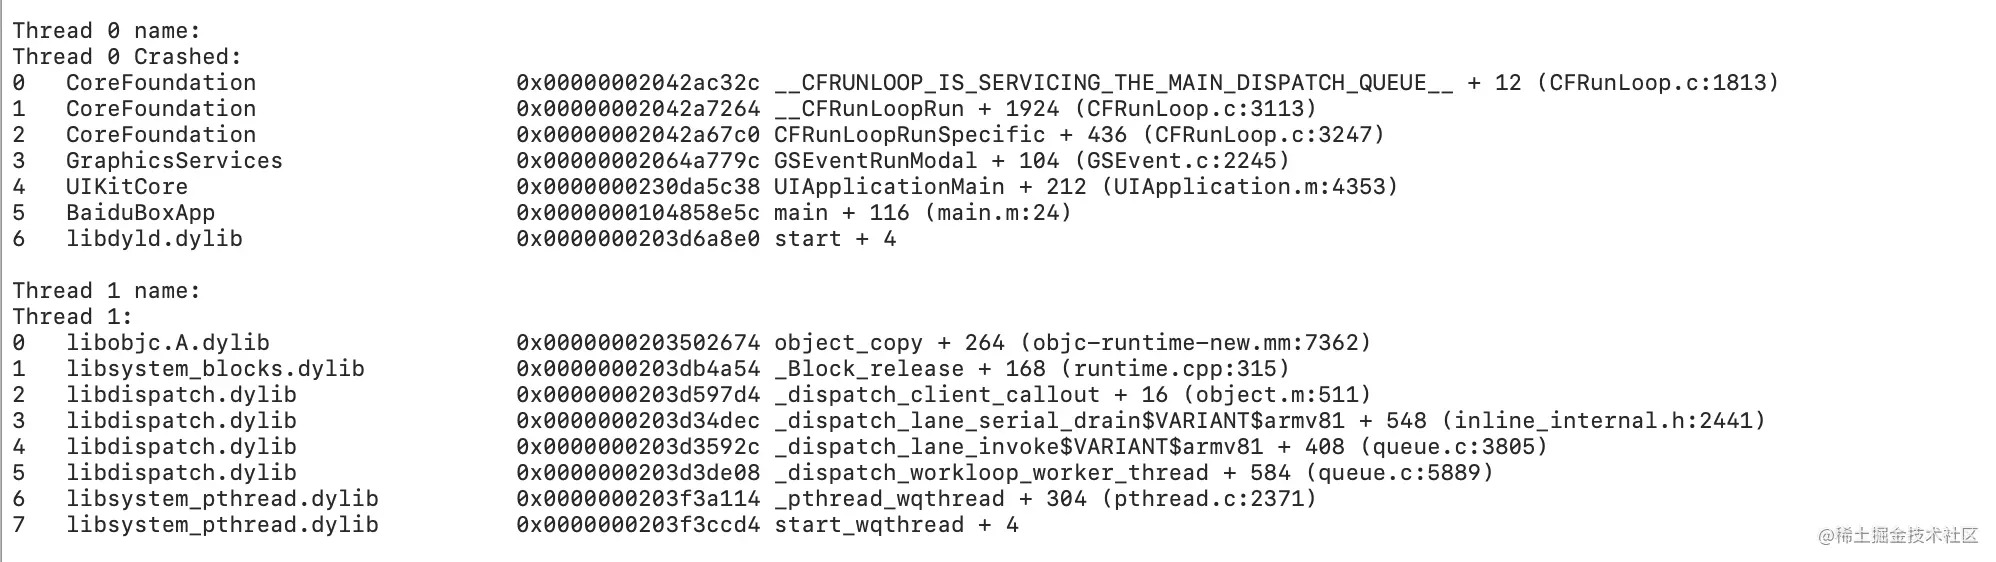 Thread 0 name:
Thread 0 Crashed:
0   CoreFoundation                   0x00000002042ac32c __CFRUNLOOP_IS_SERVICING_THE_MAIN_DISPATCH_QUEUE__ + 12 (CFRunLoop.c:1813)
1   CoreFoundation                   0x00000002042a7264 __CFRunLoopRun + 1924 (CFRunLoop.c:3113)
2   CoreFoundation                   0x00000002042a67c0 CFRunLoopRunSpecific + 436 (CFRunLoop.c:3247)
3   GraphicsServices                 0x00000002064a779c GSEventRunModal + 104 (GSEvent.c:2245)
4   UIKitCore                        0x0000000230da5c38 UIApplicationMain + 212 (UIApplication.m:4353)
5   BaiduBoxApp                      0x0000000104858e5c main + 116 (main.m:24)
6   libdyld.dylib                    0x0000000203d6a8e0 start + 4
Thread 1 name:
Thread 1:
0   libobjc.A.dylib                  0x0000000203502674 object_copy + 264 (objc-runtime-new.mm:7362)
1   libsystem_blocks.dylib           0x0000000203db4a54 _Block_release + 168 (runtime.cpp:315)
2   libdispatch.dylib                0x0000000203d597d4 _dispatch_client_callout + 16 (object.m:511)
3   libdispatch.dylib                0x0000000203d34dec _dispatch_lane_serial_drain$VARIANT$armv81 + 548 (inline_internal.h:2441)
4   libdispatch.dylib                0x0000000203d3592c _dispatch_lane_invoke$VARIANT$armv81 + 408 (queue.c:3805)
5   libdispatch.dylib                0x0000000203d3de08 _dispatch_workloop_worker_thread + 584 (queue.c:5889)
6   libsystem_pthread.dylib          0x0000000203f3a114 _pthread_wqthread + 304 (pthread.c:2371)
7   libsystem_pthread.dylib          0x0000000203f3ccd4 start_wqthread + 4
@稀土掘金技术社区